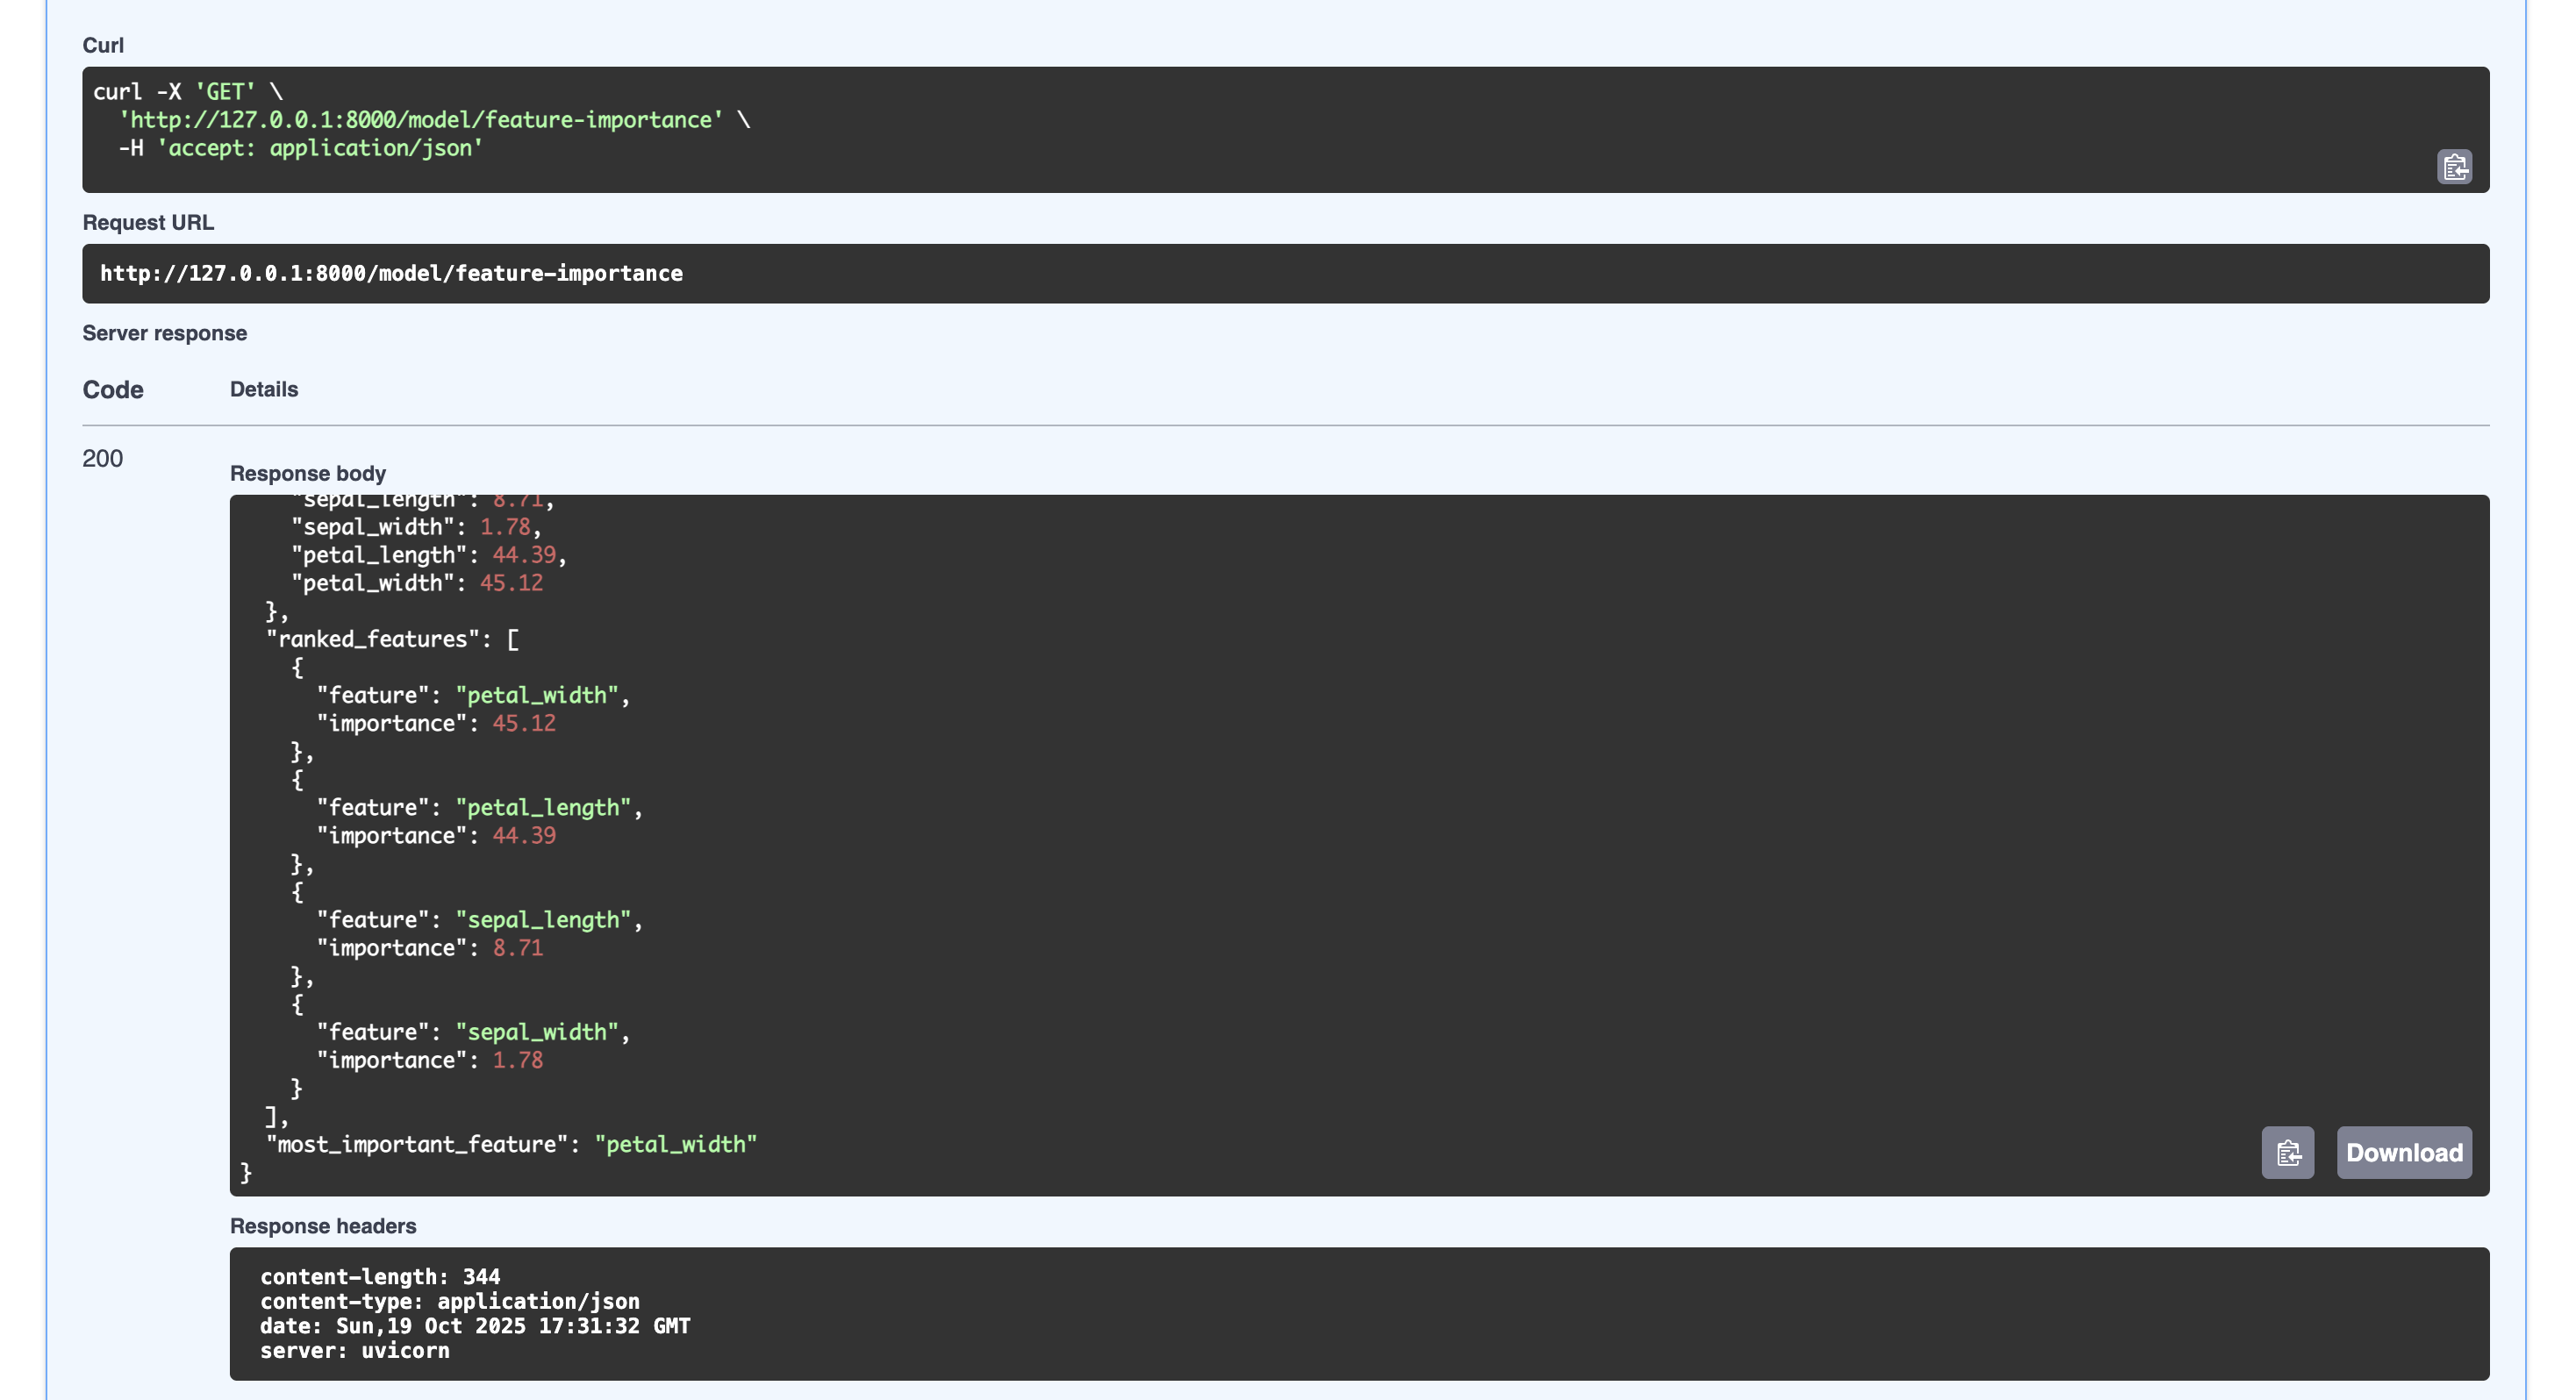 Curl
curl -X 'GET' \
  'http://127.0.0.1:8000/model/feature-importance' \
  -H 'accept: application/json'
Request URL
http://127.0.0.1:8000/model/feature-importance
Server response
Code Details
200
Response body
    "sepal_length": 8.71,
    "sepal_width": 1.78,
    "petal_length": 44.39,
    "petal_width": 45.12
  },
  "ranked_features": [
    {
      "feature": "petal_width",
      "importance": 45.12
    },
    {
      "feature": "petal_length",
      "importance": 44.39
    },
    {
      "feature": "sepal_length",
      "importance": 8.71
    },
    {
      "feature": "sepal_width",
      "importance": 1.78
    }
  ],
  "most_important_feature": "petal_width"
}
Download
Response headers
content-length: 344
content-type: application/json
date: Sun,19 Oct 2025 17:31:32 GMT
server: uvicorn